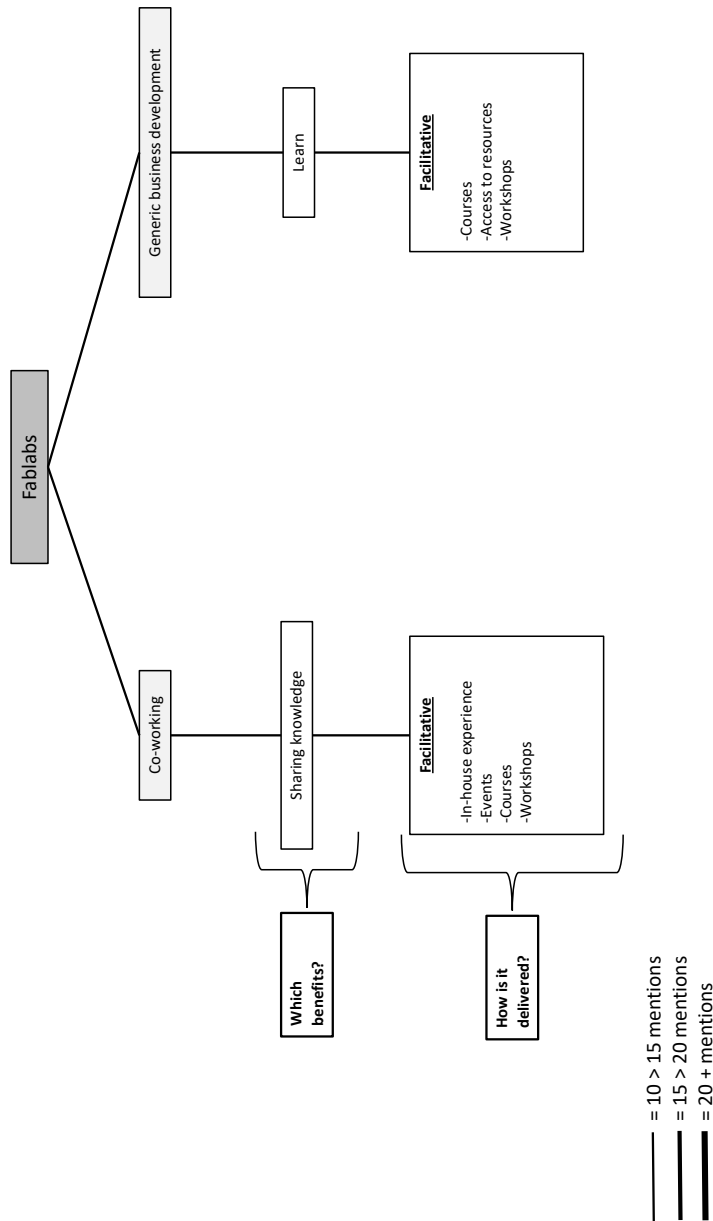 Fablabs
Co-working
Generic business development
Which
benefits?
Sharing knowledge
Learn
How is it
delivered?
Facilitative
-In-house experience
-Events
-Courses
-Workshops
Facilitative
-Courses
-Access to resources
-Workshops
= 10 > 15 mentions
= 15 > 20 mentions
= 20 + mentions